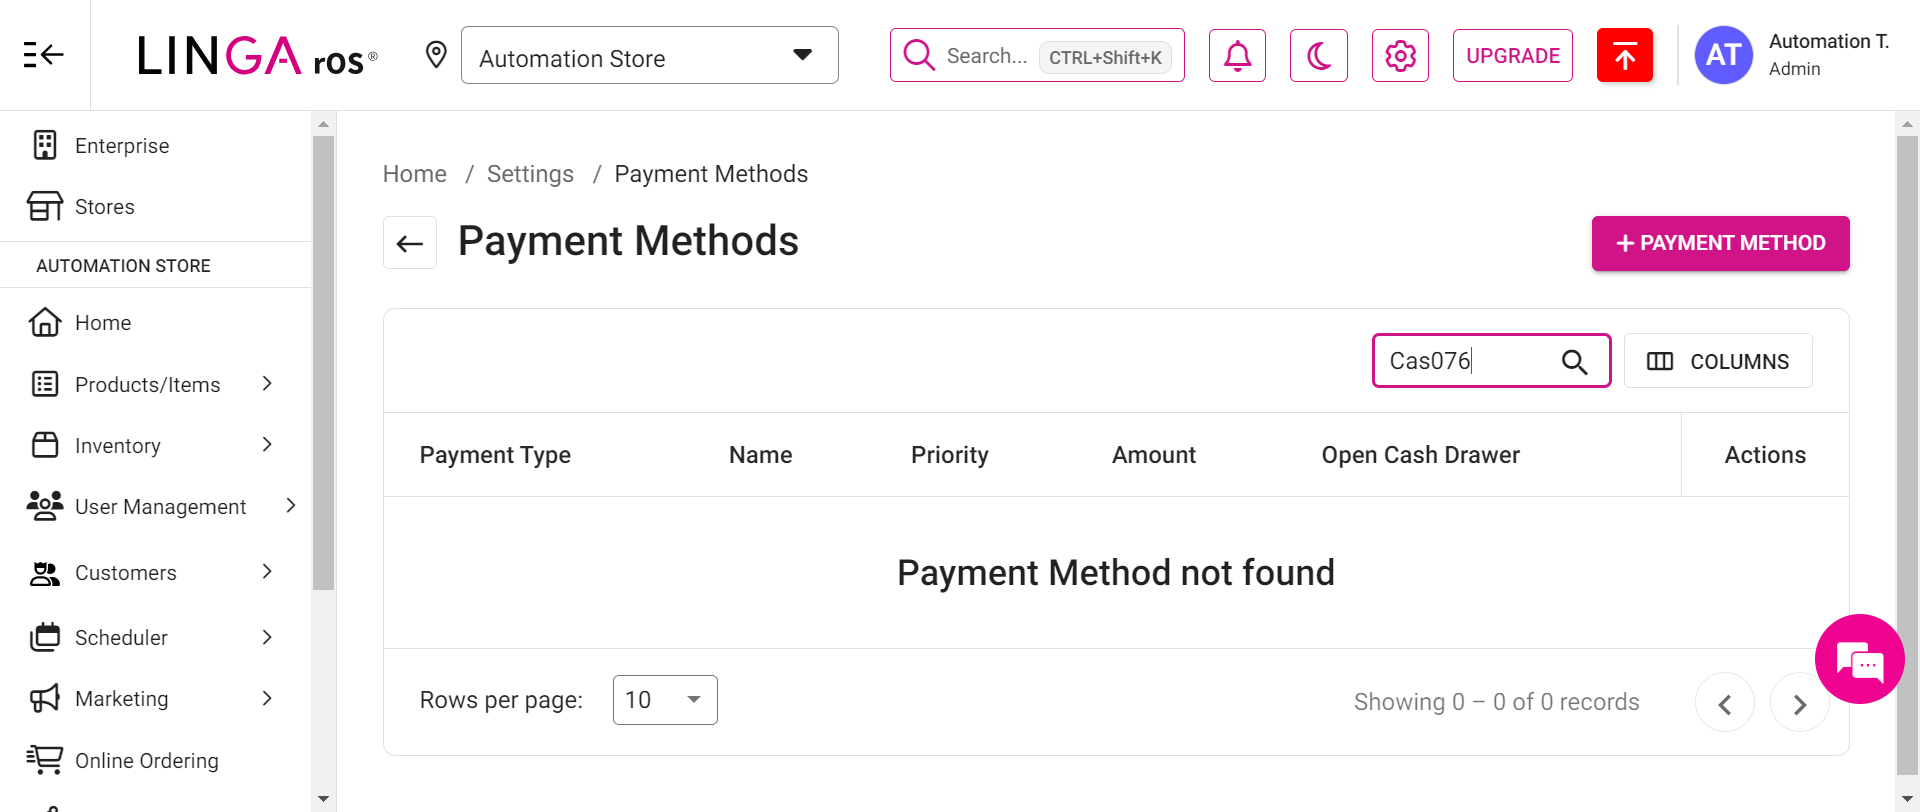 LINGA ros®
Automation Store
Search... CTRL+Shift+K
UPGRADE
AT
Automation T.
Admin
Enterprise
Stores
AUTOMATION STORE
Home
Products/Items
Inventory
User Management
Customers
Scheduler
Marketing
Online Ordering
Home / Settings / Payment Methods
Payment Methods
+ PAYMENT METHOD
Cas076
COLUMNS
Payment Type Name Priority Amount Open Cash Drawer Actions
Payment Method not found
Rows per page: 10
Showing 0 – 0 of 0 records